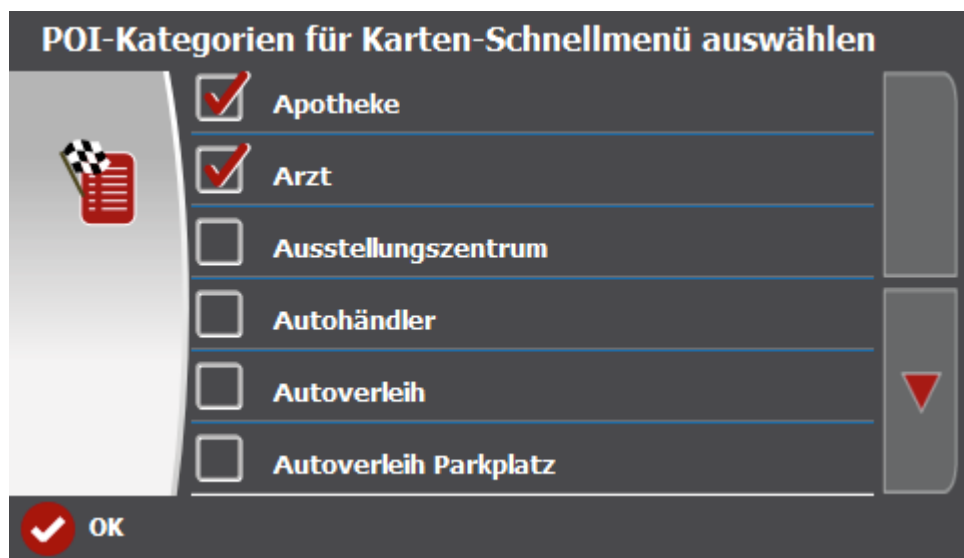 POI-Kategorien für Karten-Schnellmenü auswählen
Apotheke
Arzt
Ausstellungszentrum
Autohändler
Autoverleih
Autoverleih Parkplatz
OK